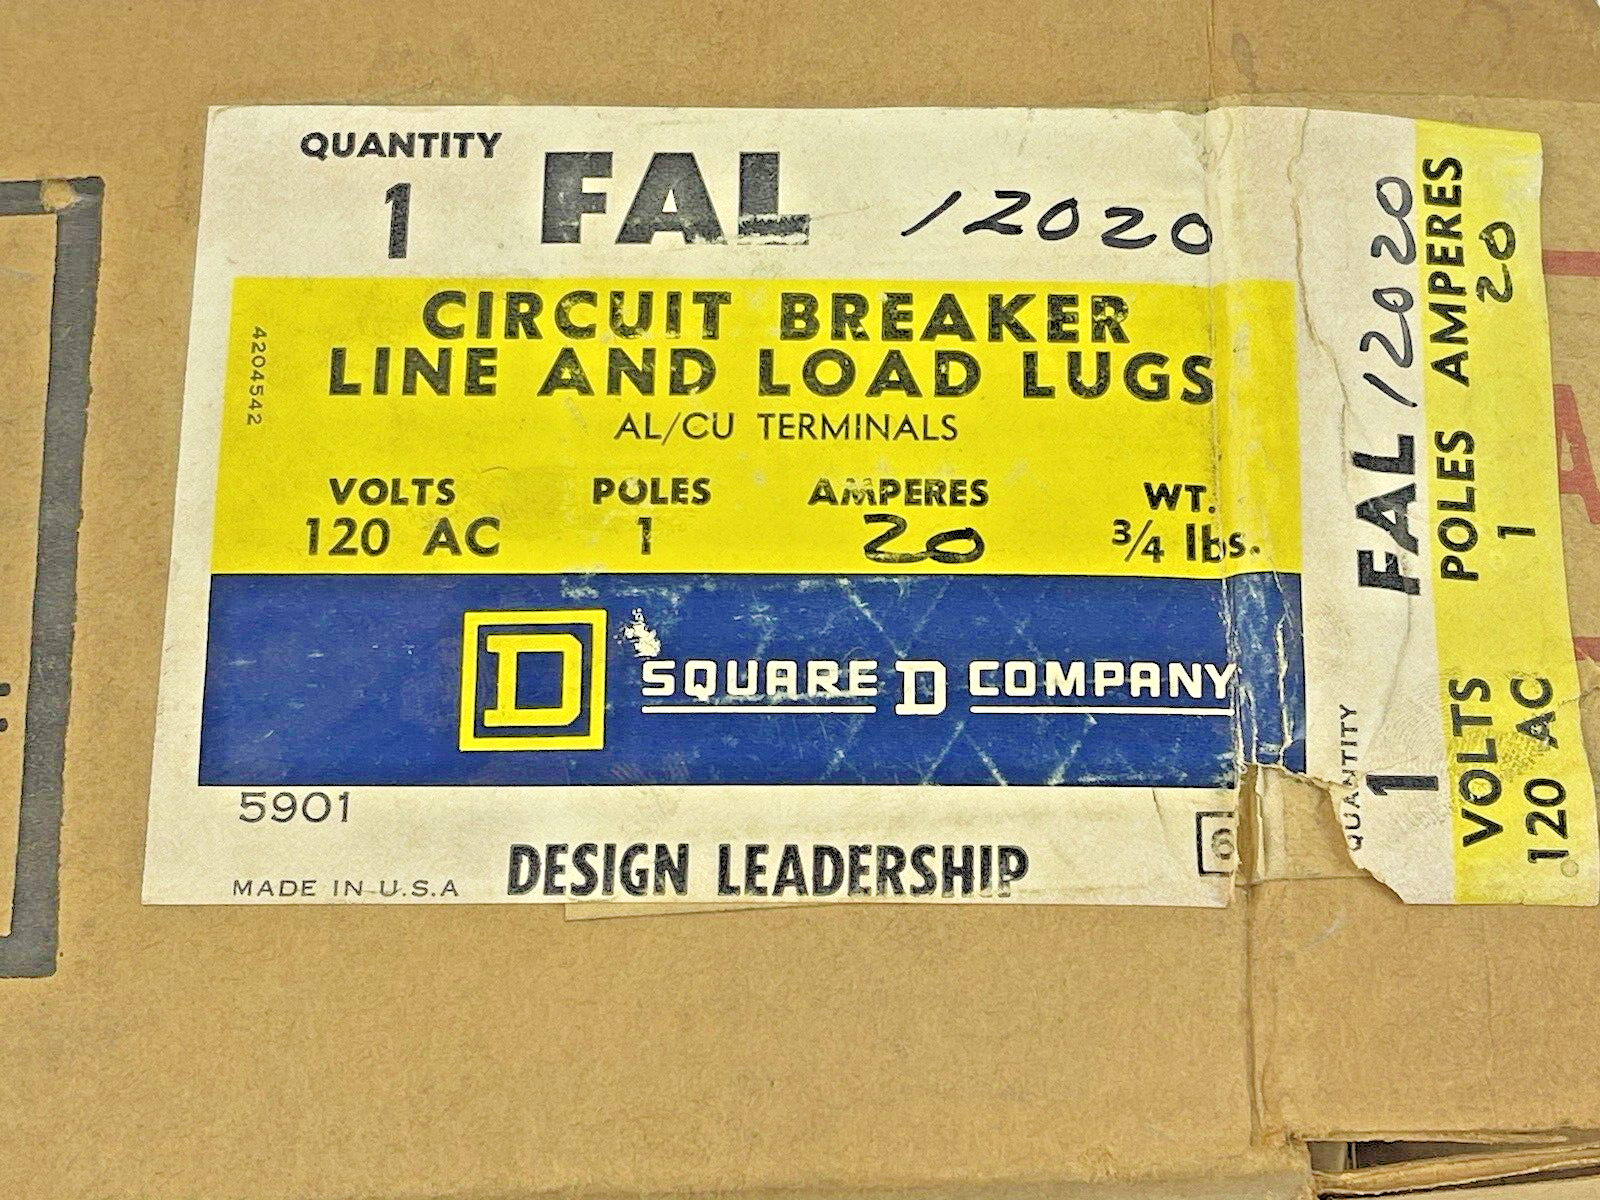 QUANTITY
1
FAL 12020
CIRCUIT BREAKER
LINE AND LOAD LUGS
AL/CU TERMINALS
4204542
VOLTS POLES AMPERES WT.
120 AC 1 20 3/4 lbs.
D
SQUARE D COMPANY
5901
6
MADE IN U.S.A
DESIGN LEADERSHIP
QUANTITY
1
FAL 12020
VOLTS POLES AMPERES
120 AC 1 20